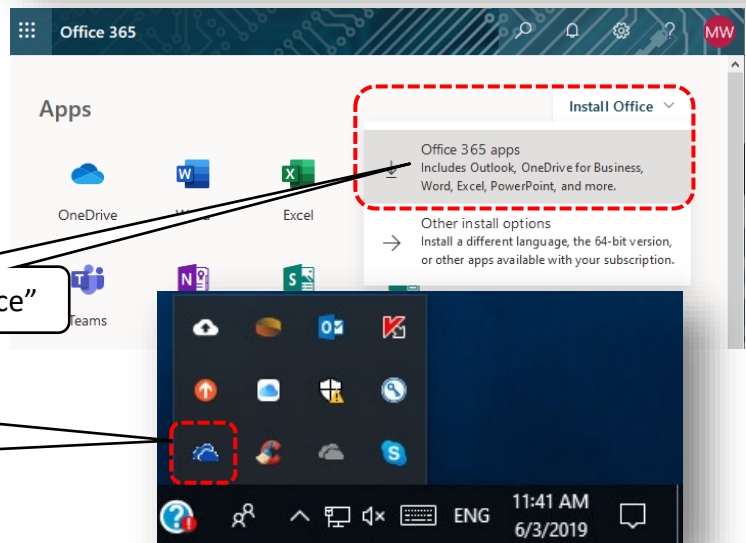 Office 365
MW
Apps
Install Office
Office 365 apps
Includes Outlook, OneDrive for Business,
Word, Excel, PowerPoint, and more.
OneDrive
Excel
Other install options
Install a different language, the 64-bit version,
or other apps available with your subscription.
ce”
Teams
ENG
11:41 AM
6/3/2019